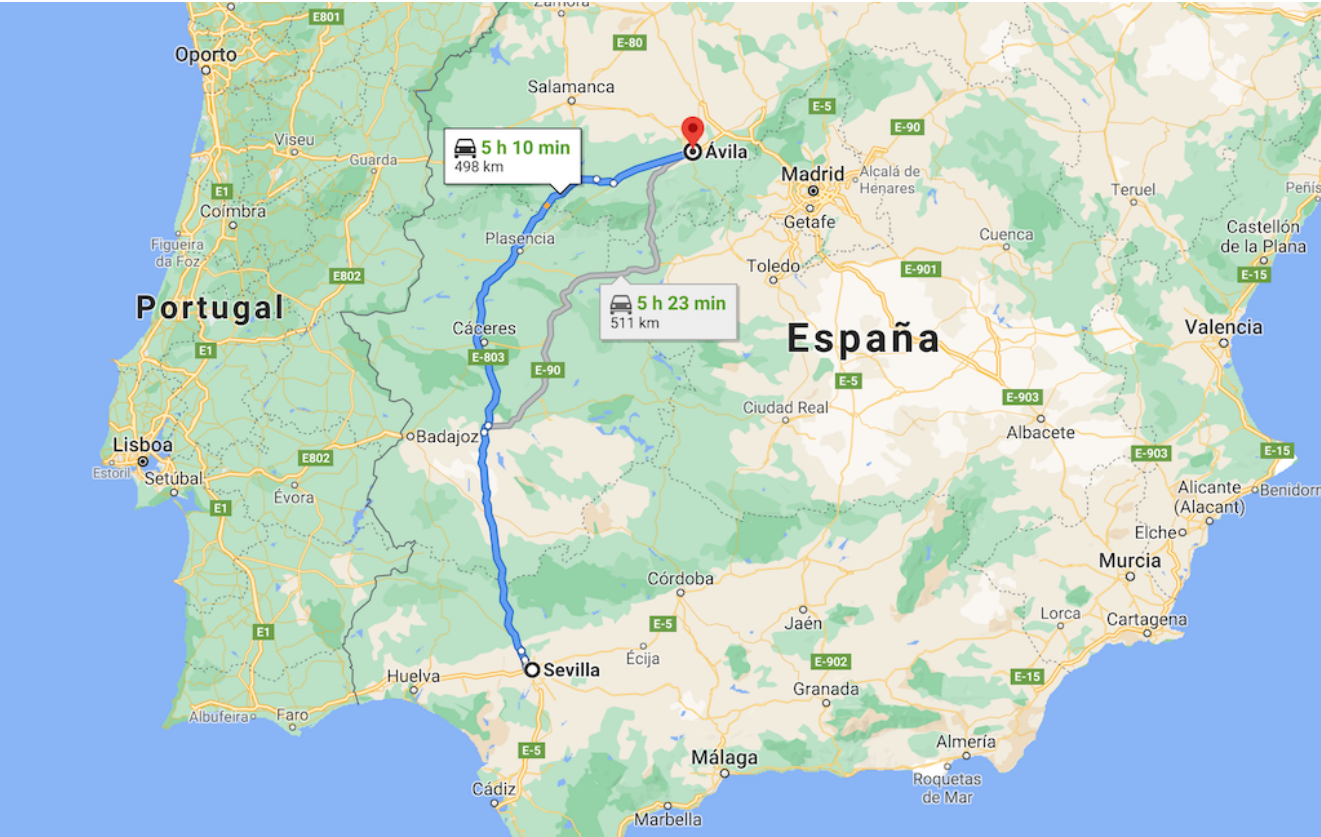 Zamora
E801
E-80
Oporto
Salamanca
E-5
E-90
Viseu
5 h 10 min
498 km
Ávila
Guarda
Madrid
Alcalá de
Henares
E1
Teruel
Coímbra
Getafe
Peñís
Figueira
da Foz
Plasencia
Cuenca
Castellón
de la Plana
E802
Toledo
E-901
E-15
Portugal
5 h 23 min
511 km
Cáceres
España
Valencia
E1
E-803
E-90
E-5
E-903
Ciudad Real
Albacete
Lisboa
Badajoz
E802
E-903
E-15
Estoril
Setúbal
Évora
Alicante
(Alacant)
Benidorm
E1
Elche
Murcia
Córdoba
E-5
Jaén
Lorca
Cartagena
E1
Écija
E-902
Sevilla
Huelva
Granada
E-15
Albufeira
Faro
E-5
Málaga
Almería
Roquetas
de Mar
Cádiz
Marbella